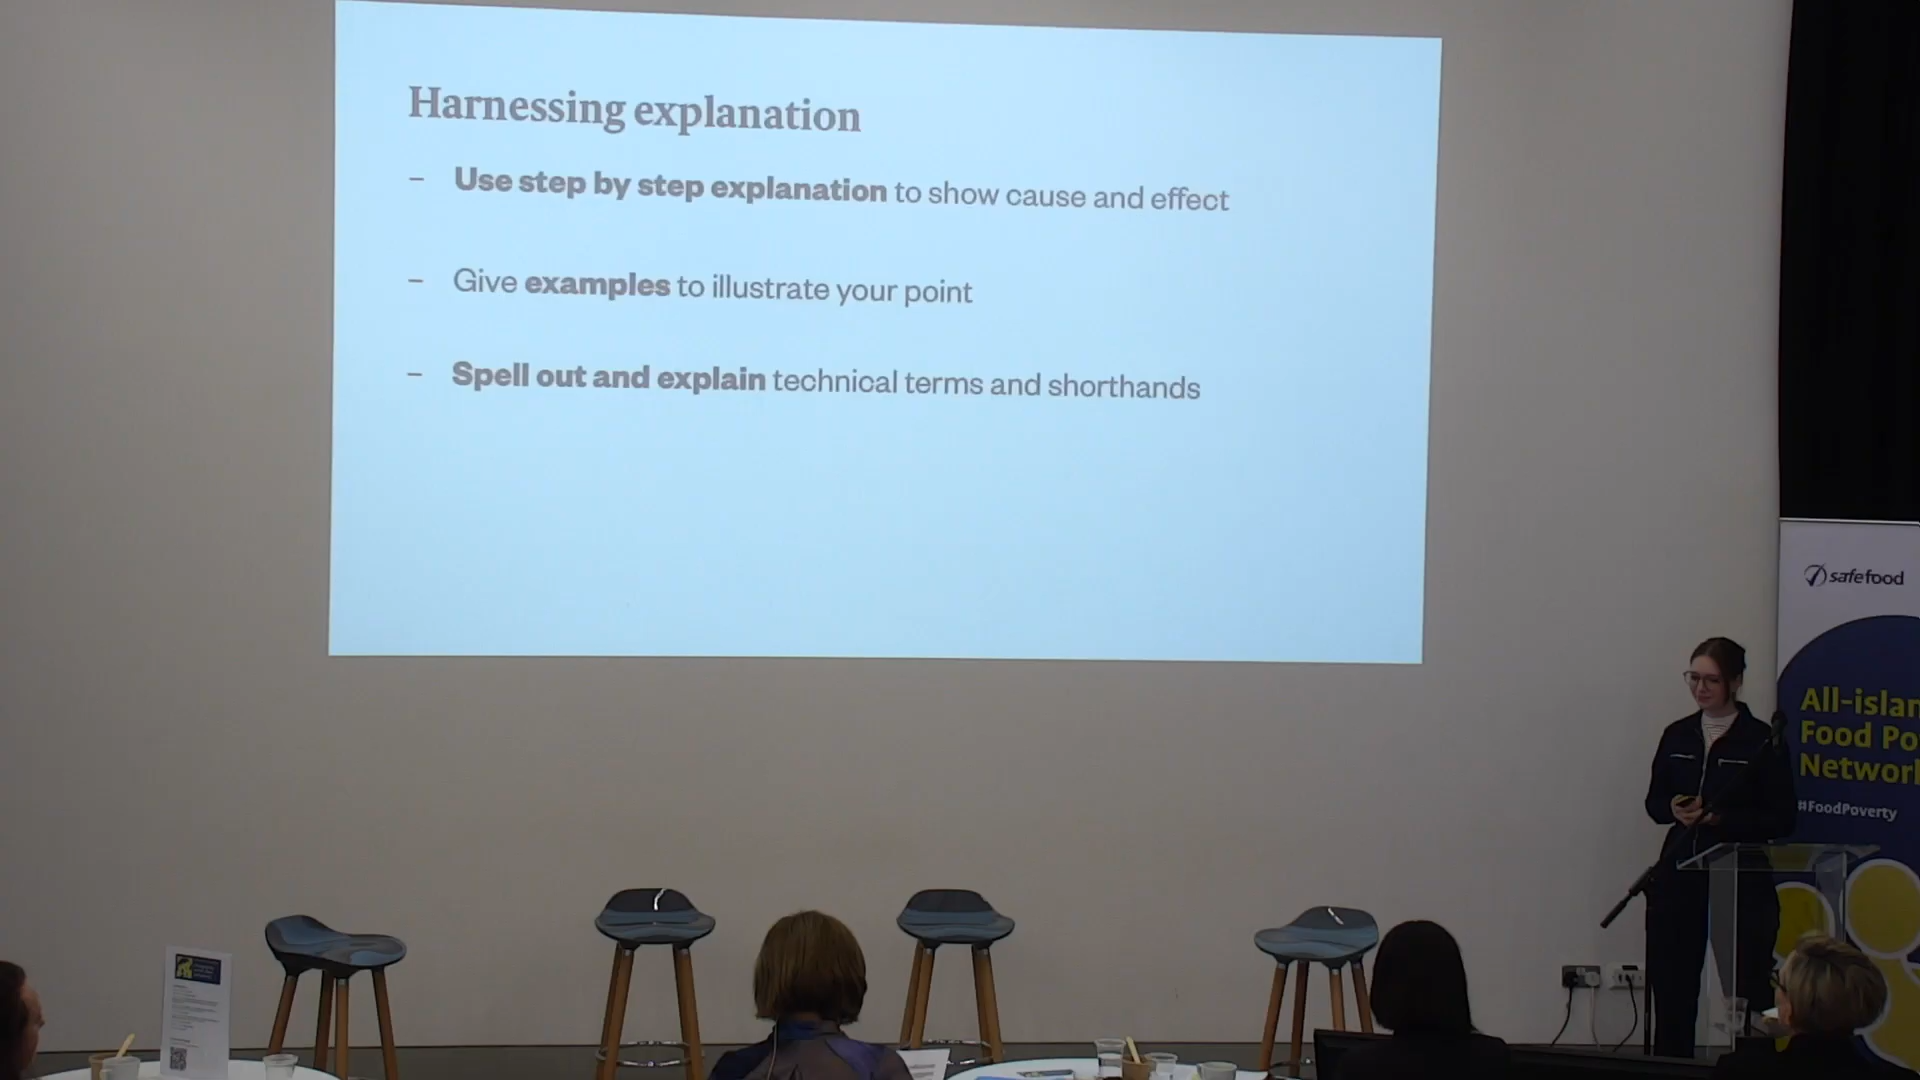 Harnessing explanation
– Use step by step explanation to show cause and effect
– Give examples to illustrate your point
– Spell out and explain technical terms and shorthands
safefood
All-islan
Food Po
Network
#FoodPoverty